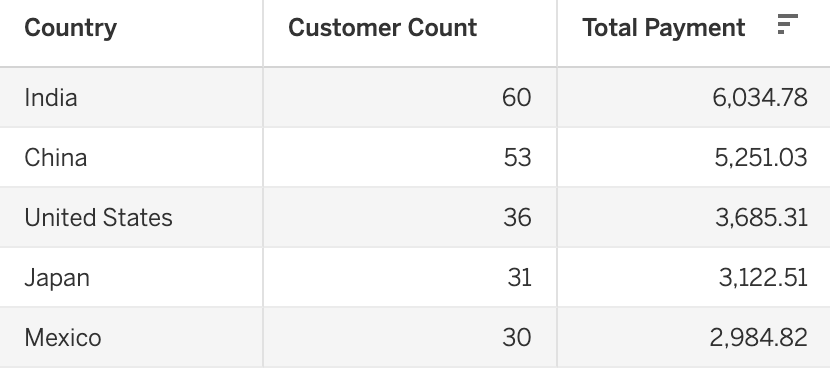 Country Customer Count Total Payment
India 60 6,034.78
China 53 5,251.03
United States 36 3,685.31
Japan 31 3,122.51
Mexico 30 2,984.82